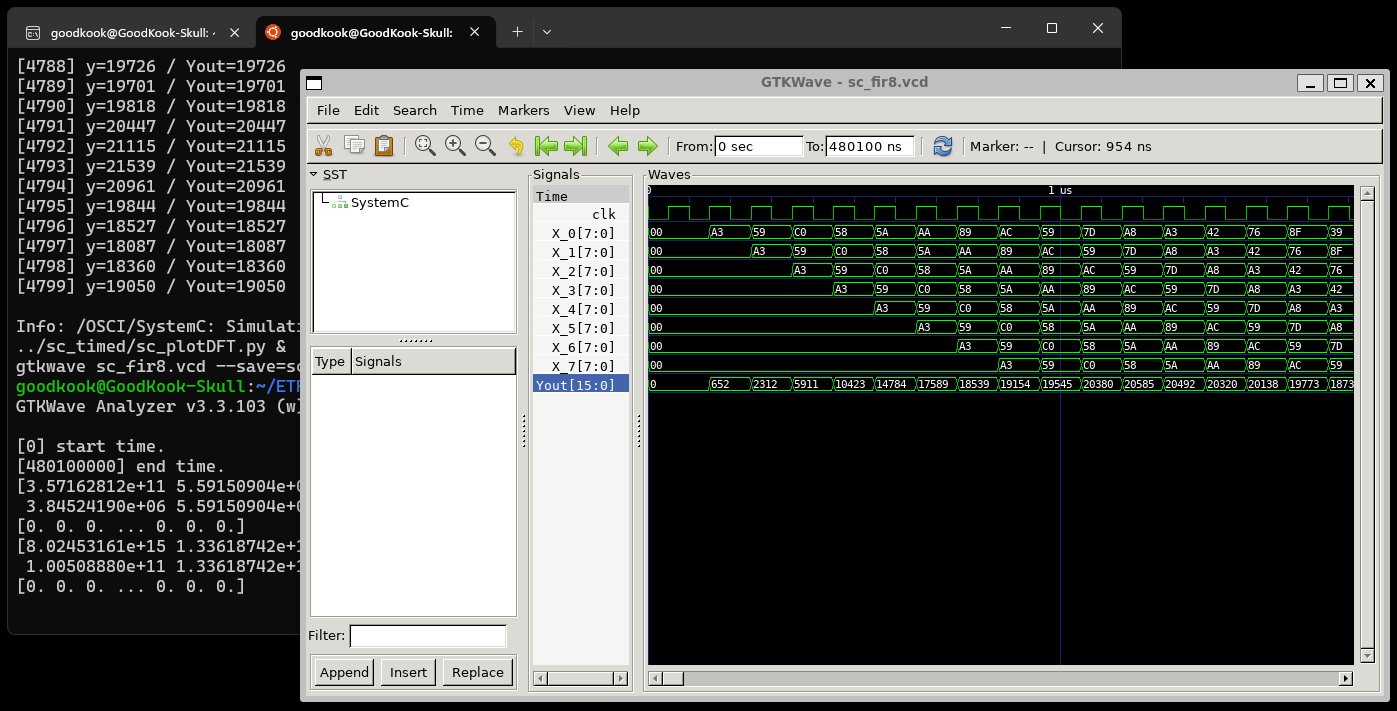 goodkook@GoodKook-Skull: ~
goodkook@GoodKook-Skull:
[4788] y=19726 / Yout=19726
[4789] y=19701 / Yout=19701
[4790] y=19818 / Yout=19818
[4791] y=20447 / Yout=20447
[4792] y=21115 / Yout=21115
[4793] y=21539 / Yout=21539
[4794] y=20961 / Yout=20961
[4795] y=19844 / Yout=19844
[4796] y=18527 / Yout=18527
[4797] y=18087 / Yout=18087
[4798] y=18360 / Yout=18360
[4799] y=19050 / Yout=19050
Info: /OSCI/SystemC: Simulati
../sc_timed/sc_plotDFT.py &
gtkwave sc_fir8.vcd --save=sc
goodkook@GoodKook-Skull:~/ETR
GTKWave Analyzer v3.3.103 (w)
[0] start time.
[480100000] end time.
[3.57162812e+11 5.59150904e+0
3.84524190e+06 5.59150904e+0
[0. 0. 0. ... 0. 0. 0.]
[8.02453161e+15 1.33618742e+1
1.00508880e+11 1.33618742e+1
[0. 0. 0. ... 0. 0. 0.]
GTKWave - sc_fir8.vcd
File Edit Search Time Markers View Help
From: 0 sec To: 480100 ns Marker: -- | Cursor: 954 ns
SST
SystemC
Type Signals
Filter:
Append Insert Replace
Signals
Time
clk
X_0[7:0]
X_1[7:0]
X_2[7:0]
X_3[7:0]
X_4[7:0]
X_5[7:0]
X_6[7:0]
X_7[7:0]
Yout[15:0]
Waves
0 1 us
00 A3 59 C0 58 5A AA 89 AC 59 7D A8 A3 42 76 8F 39
00 A3 59 C0 58 5A AA 89 AC 59 7D A8 A3 42 76 8F
00 A3 59 C0 58 5A AA 89 AC 59 7D A8 A3 42 76
00 A3 59 C0 58 5A AA 89 AC 59 7D A8 A3 42
00 A3 59 C0 58 5A AA 89 AC 59 7D A8 A3
00 A3 59 C0 58 5A AA 89 AC 59 7D A8
00 A3 59 C0 58 5A AA 89 AC 59 7D
00 A3 59 C0 58 5A AA 89 AC 59
0 652 2312 5911 10423 14784 17589 18539 19154 19545 20380 20585 20492 20320 20138 19773 1873